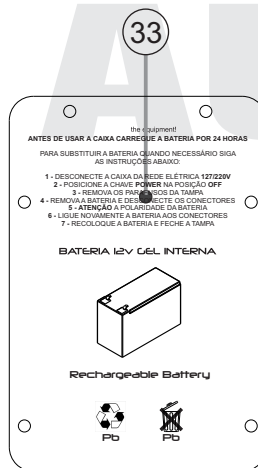 33
the equipment!
ANTES DE USAR A CAIXA CARREGUE A BATERIA POR 24 HORAS
PARA SUBSTITUIR A BATERIA QUANDO NECESSÁRIO SIGA
AS INSTRUÇÕES ABAIXO:
1 - DESCONECTE A CAIXA DA REDE ELÉTRICA 127/220V
2 - POSICIONE A CHAVE POWER NA POSIÇÃO OFF
3 - REMOVA OS PARAFUSOS DA TAMPA
4 - REMOVA A BATERIA E DESCONECTE OS CONECTORES
5 - ATENÇÃO A POLARIDADE DA BATERIA
6 - LIGUE NOVAMENTE A BATERIA AOS CONECTORES
7 - RECOLOQUE A BATERIA E FECHE A TAMPA
BATERIA 12V GEL INTERNA
Rechargeable Battery
Pb Pb